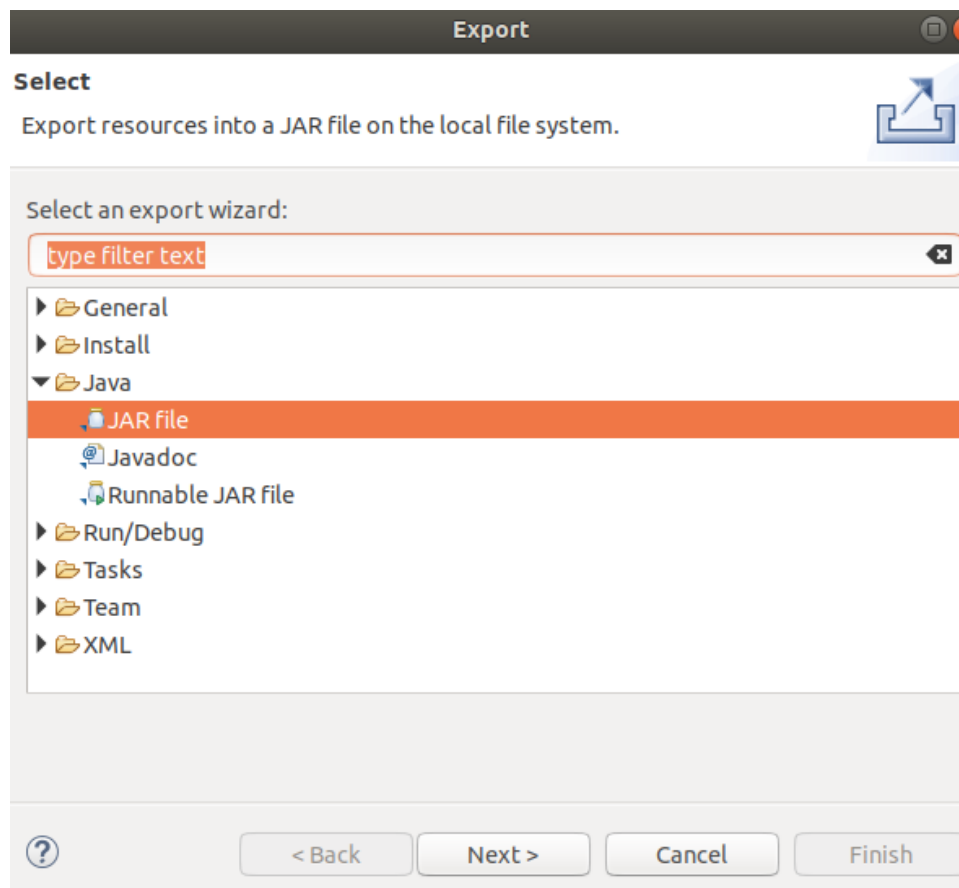 Export
Select
Export resources into a JAR file on the local file system.
Select an export wizard:
type filter text
General
Install
Java
JAR file
Javadoc
Runnable JAR file
Run/Debug
Tasks
Team
XML
? < Back Next > Cancel Finish